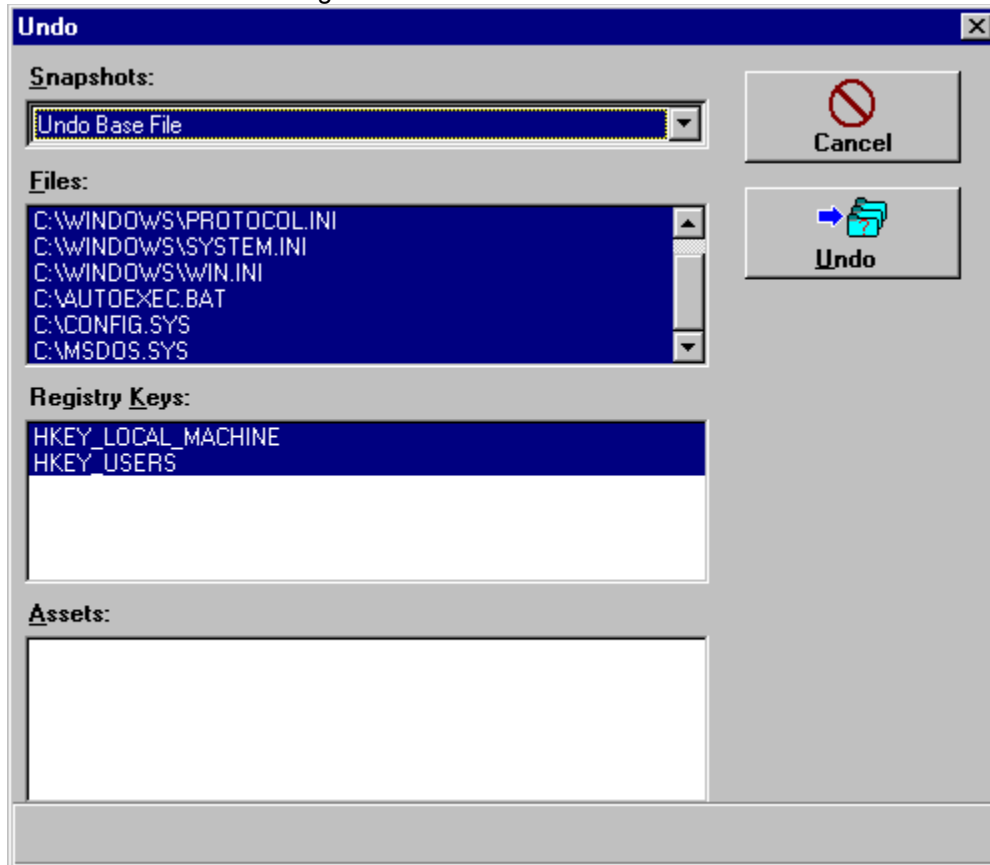 Undo
Snapshots:
Undo Base File
Cancel
Files:
C:\WINDOWS\PROTOCOL.INI
C:\WINDOWS\SYSTEM.INI
C:\WINDOWS\WIN.INI
C:\AUTOEXEC.BAT
C:\CONFIG.SYS
C:\MSDOS.SYS
Undo
Registry Keys:
HKEY_LOCAL_MACHINE
HKEY_USERS
Assets: